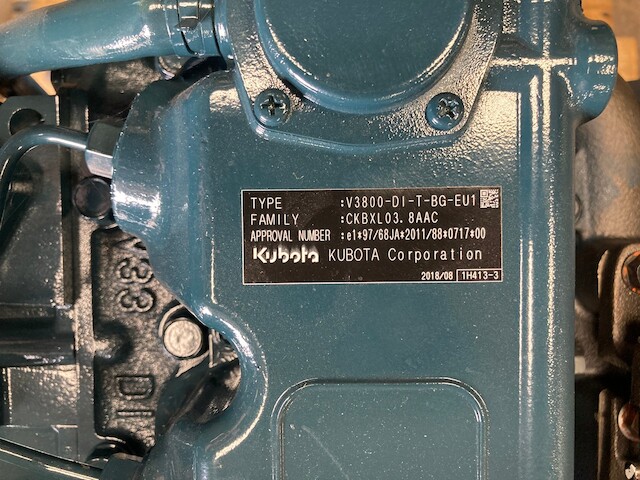 TYPE :V3800-DI-T-BG-EU1
FAMILY :CKBXL03.8AAC
APPROVAL NUMBER :e1*97/68JA*2011/88*0717*00
Kubota KUBOTA Corporation
2018/08 1H413-3
V33
DI